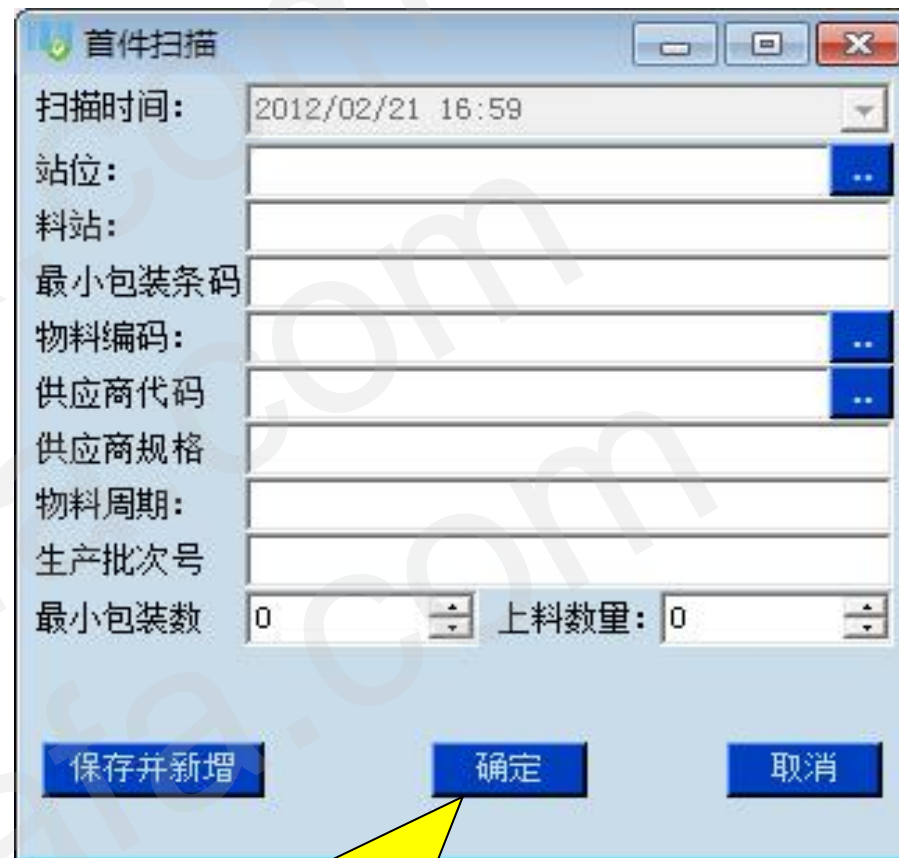 首件扫描
扫描时间: 2012/02/21 16:59
站位: ..
料站:
最小包装条码
物料编码: ..
供应商代码 ..
供应商规格
物料周期:
生产批次号
最小包装数 0 上料数量: 0
保存并新增 确定 取消